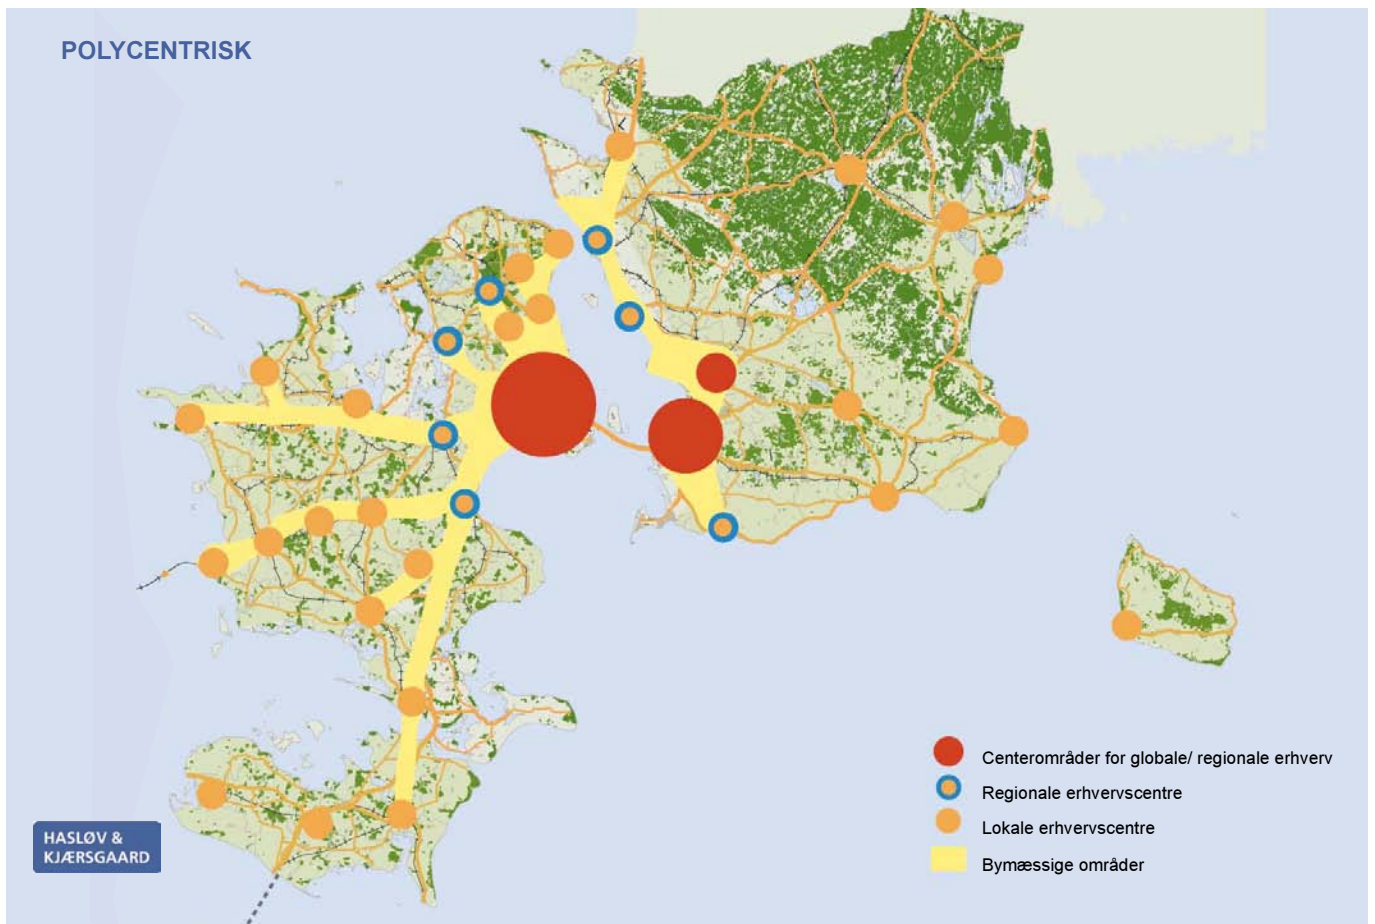 POLYCENTRISK
Centerområder for globale/ regionale erhverv
Regionale erhvervscentre
Lokale erhvervscentre
Bymæssige områder
HASLØV &
KJÆRSGAARD